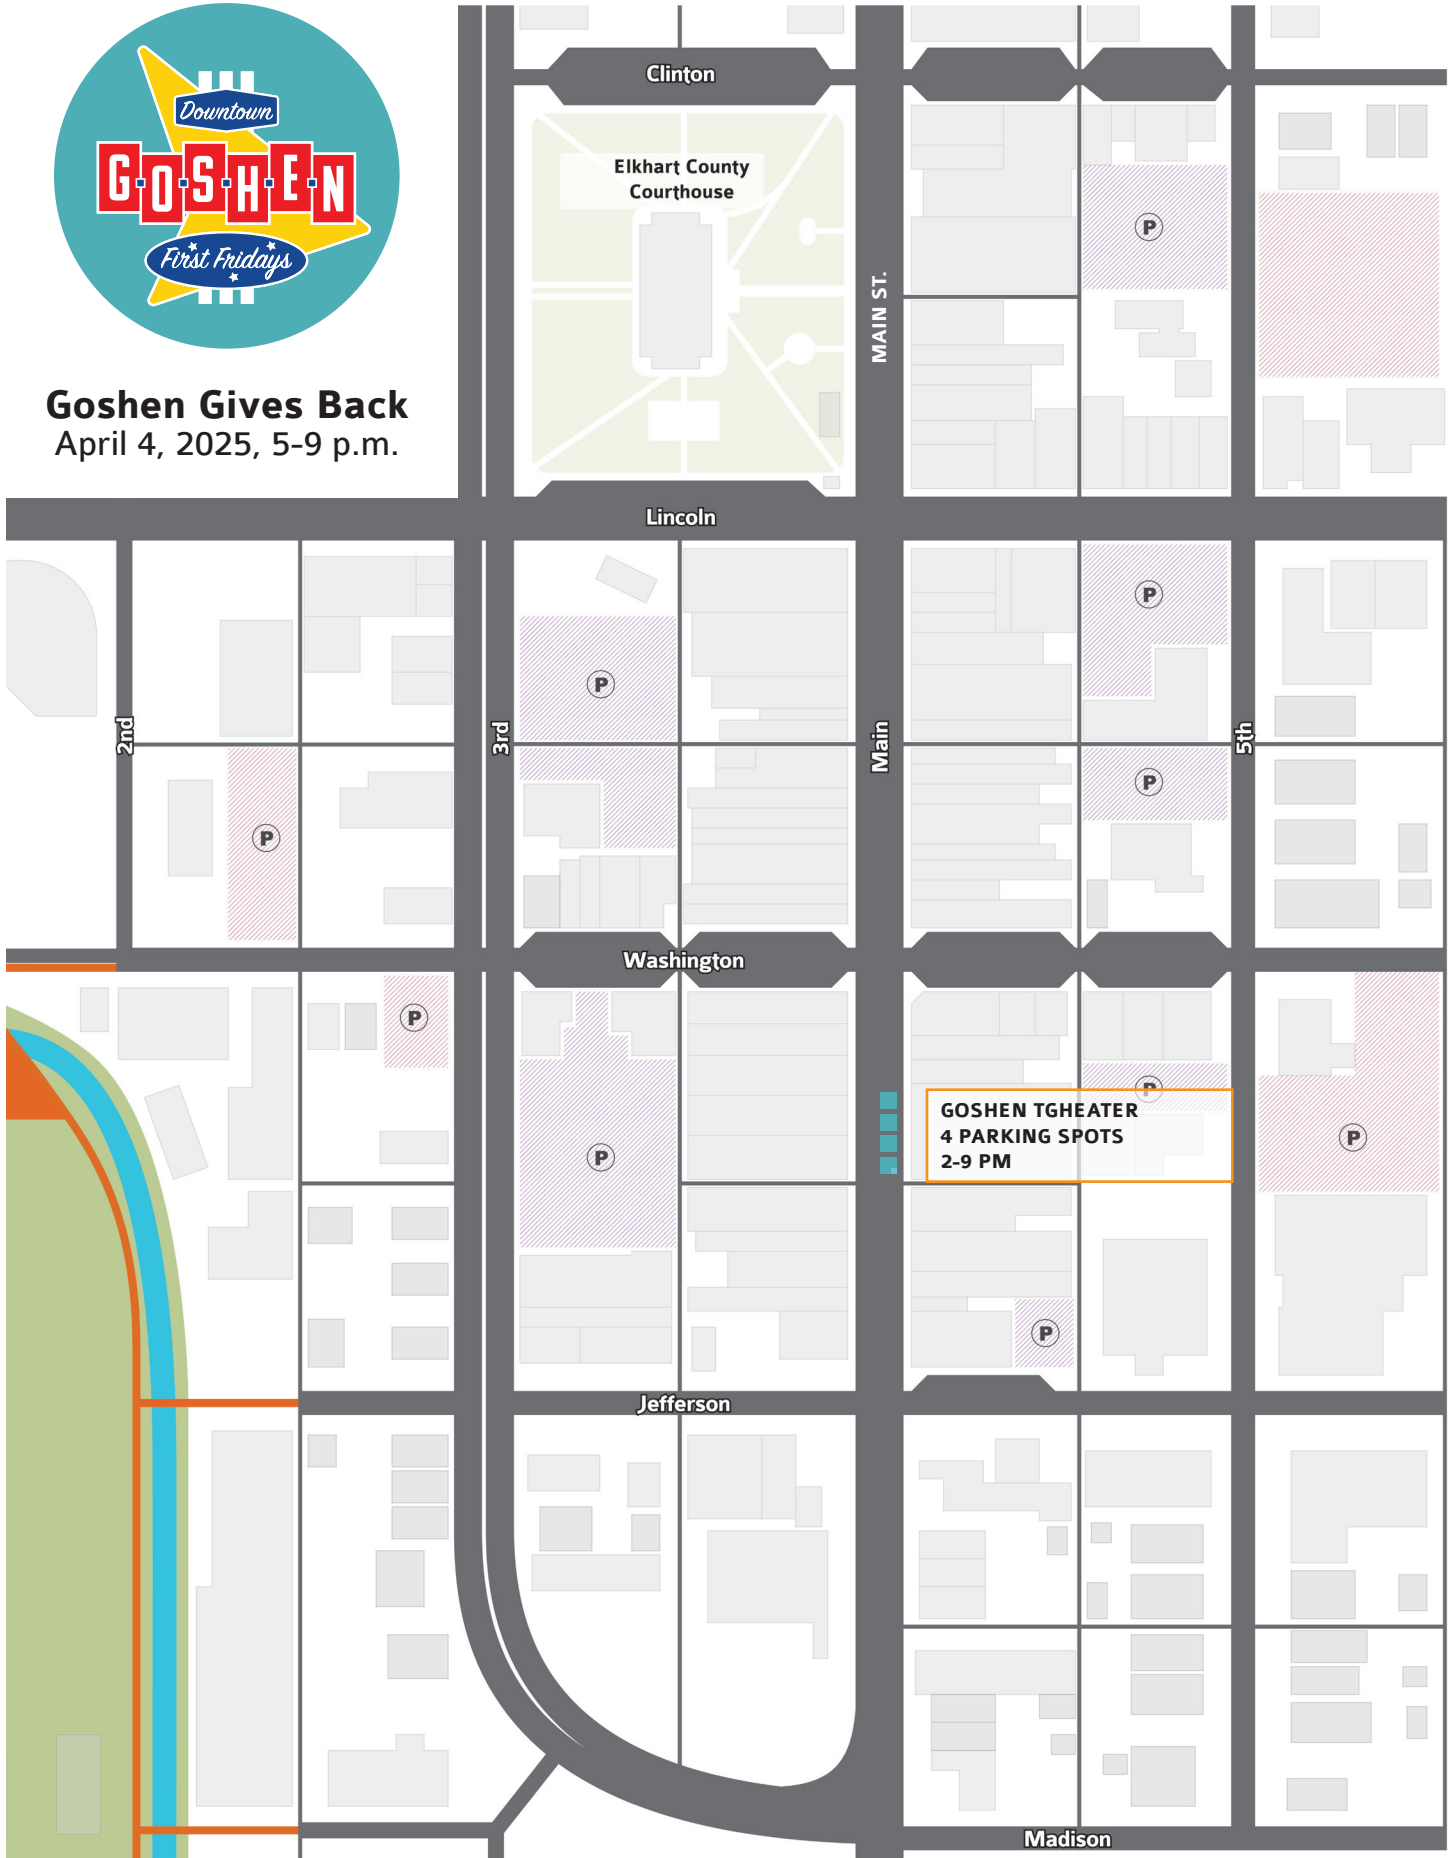 Downtown
G·O·S·H·E·N
First Fridays
Goshen Gives Back
April 4, 2025, 5-9 p.m.
Clinton
Elkhart County
Courthouse
MAIN ST.
P
Lincoln
P
P
2nd
3rd
Main
5th
P
P
Washington
P
P
GOSHEN TGHEATER
4 PARKING SPOTS
2-9 PM
P
P
P
Jefferson
Madison